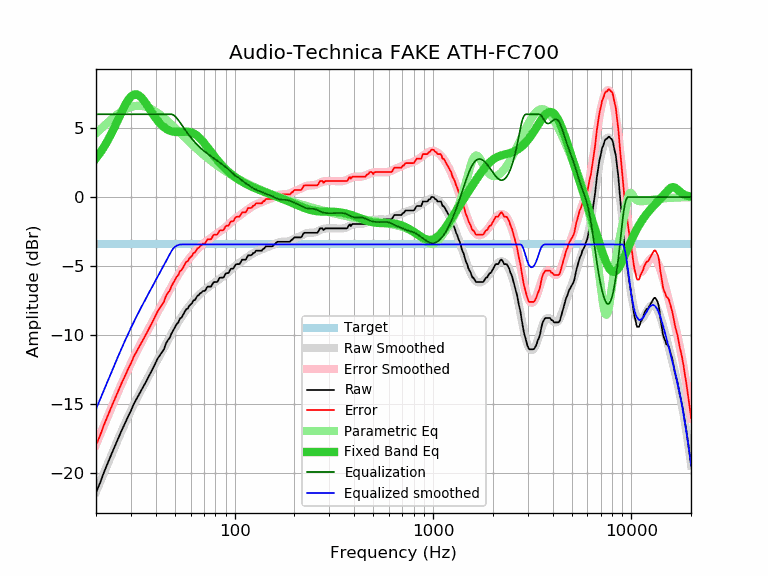 Audio-Technica FAKE ATH-FC700
5
0
−5
−10
−15
−20
Amplitude (dBr)
Target
Raw Smoothed
Error Smoothed
Raw
Error
Parametric Eq
Fixed Band Eq
Equalization
Equalized smoothed
100 1000 10000
Frequency (Hz)